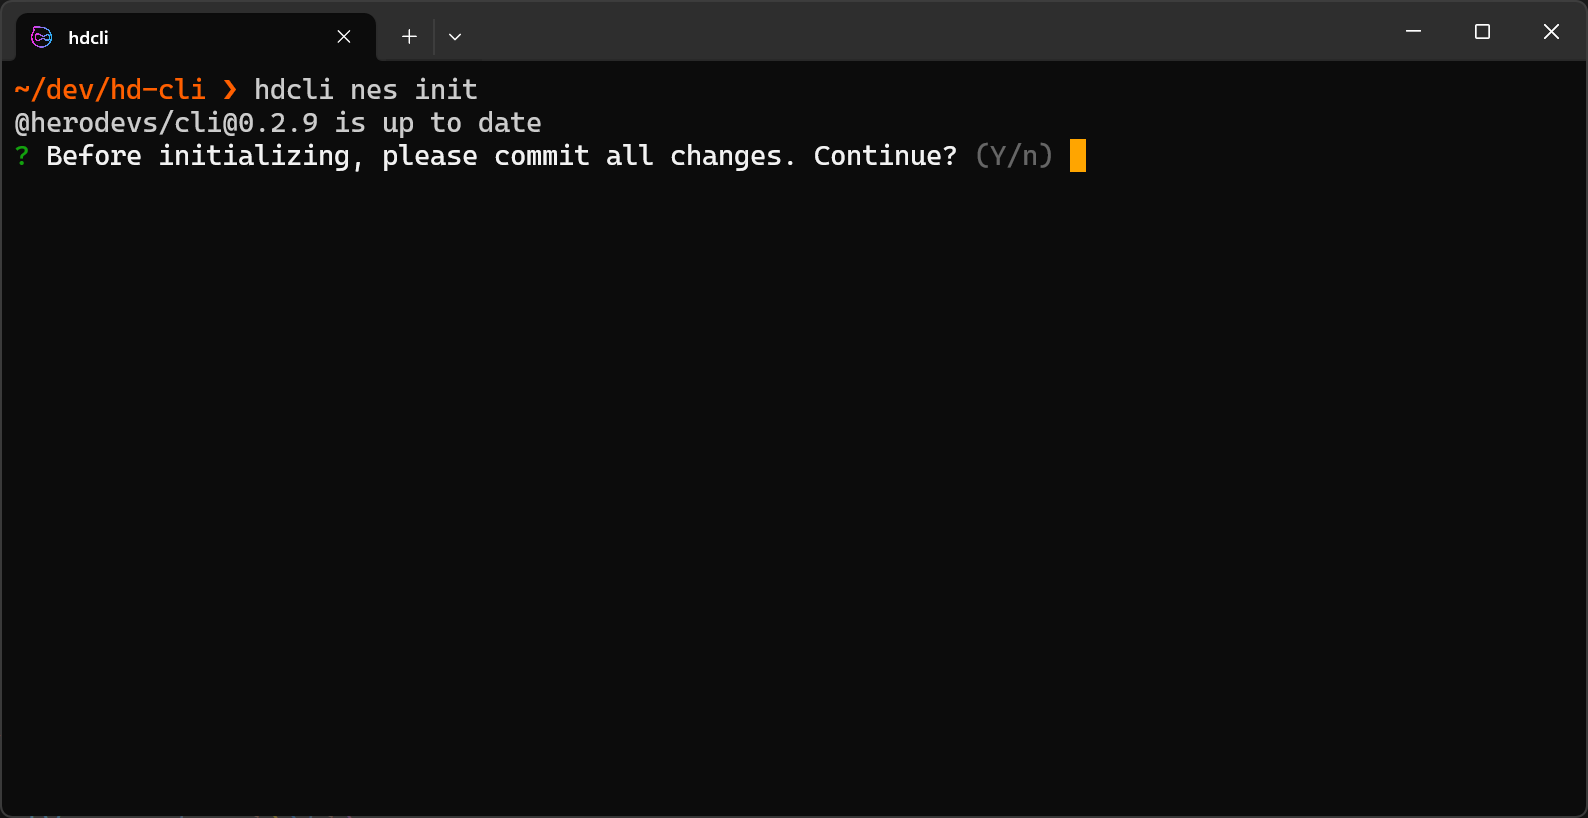 hdcli
~/dev/hd-cli ❯ hdcli nes init
@herodevs/cli@0.2.9 is up to date
? Before initializing, please commit all changes. Continue? (Y/n)